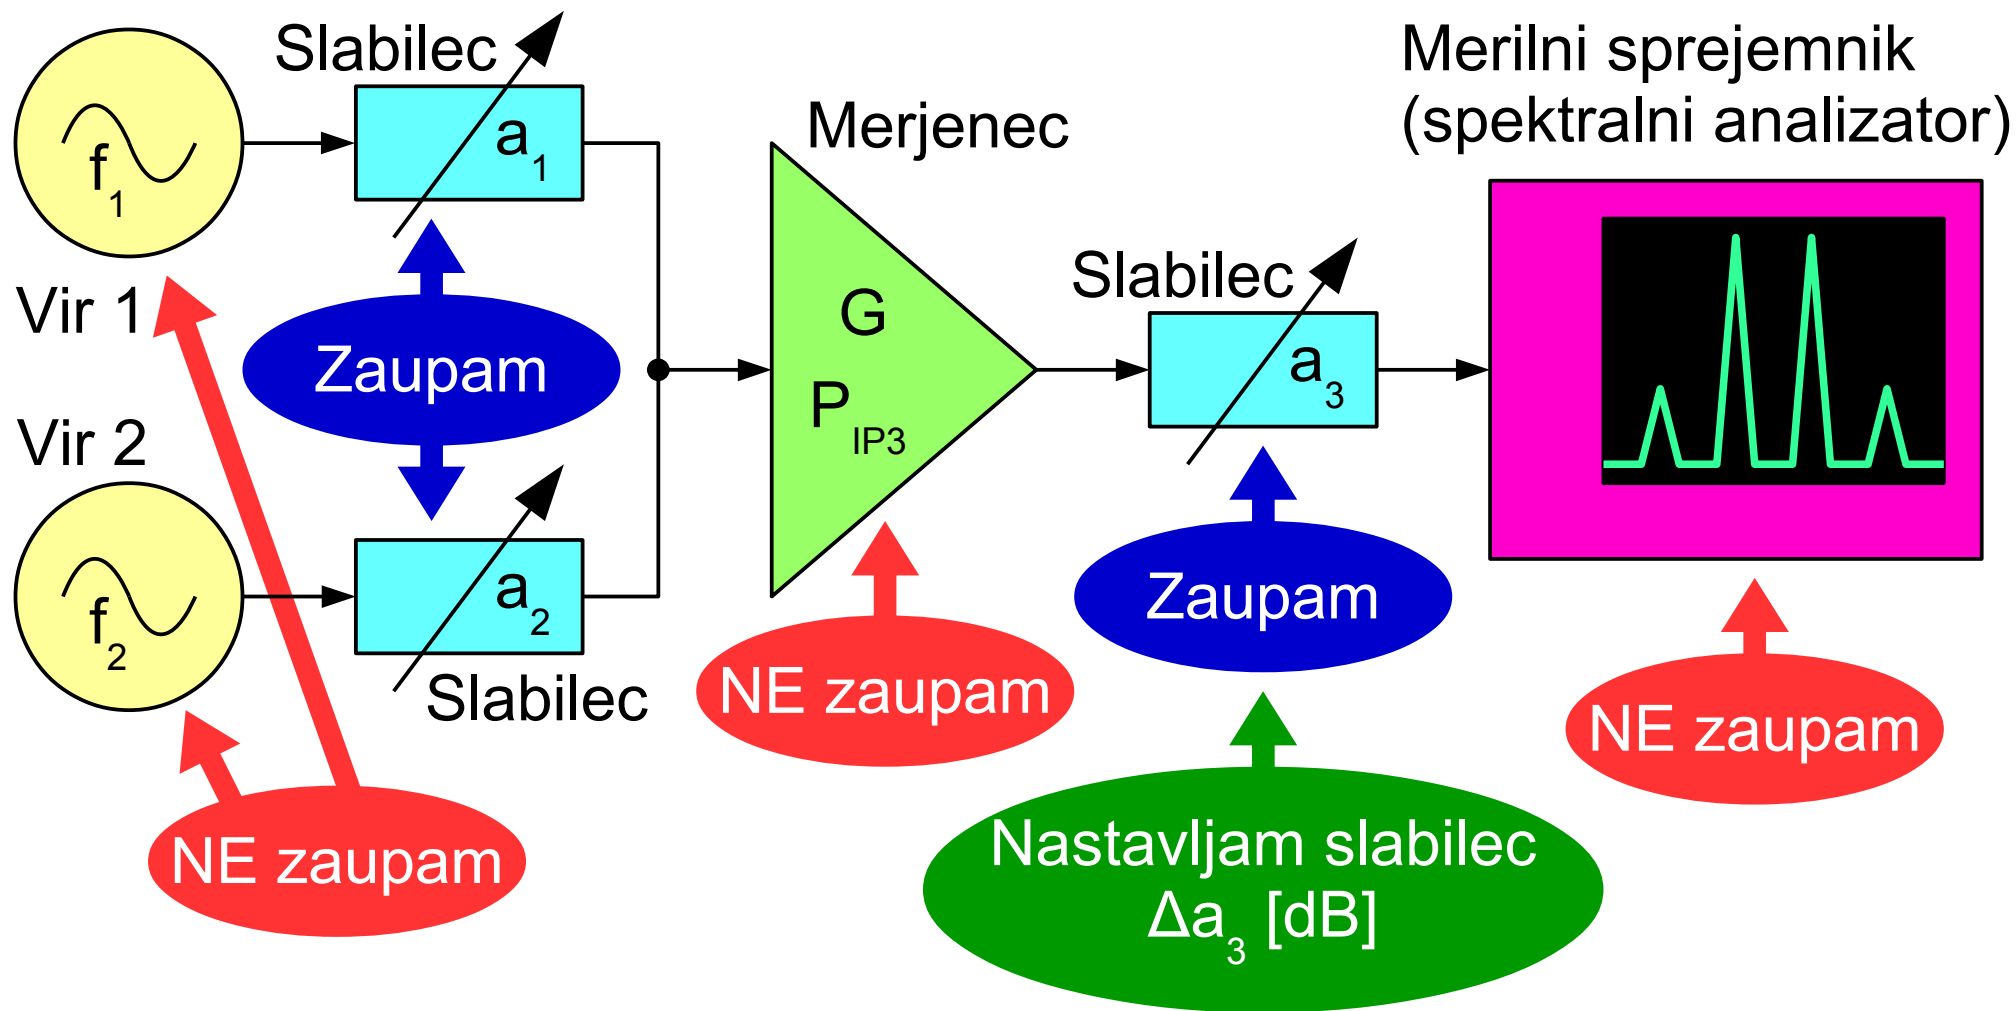 Slabilec
f1
a1
Vir 1
Zaupam
Vir 2
f2
a2
Slabilec
NE zaupam
Merjenec
G
PIP3
NE zaupam
Slabilec
a3
Zaupam
Nastavljam slabilec
Δa3 [dB]
Merilni sprejemnik
(spektralni analizator)
NE zaupam